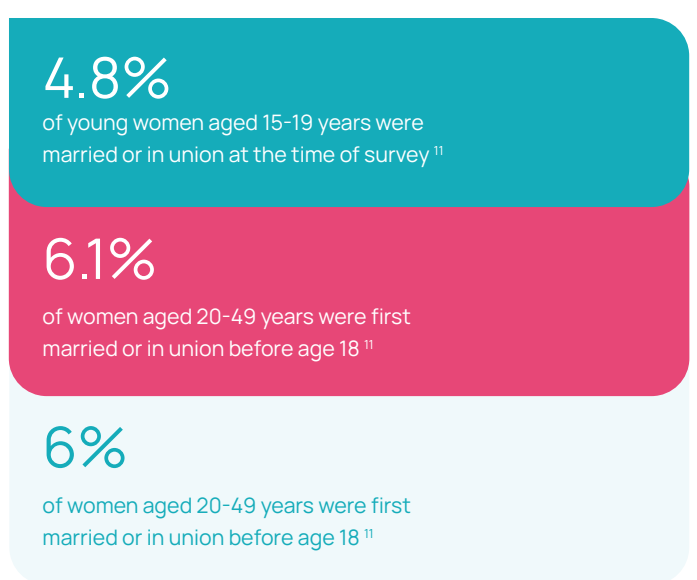 4.8%
of young women aged 15-19 years were
married or in union at the time of survey ¹¹
6.1%
of women aged 20-49 years were first
married or in union before age 18 ¹¹
6%
of women aged 20-49 years were first
married or in union before age 18 ¹¹